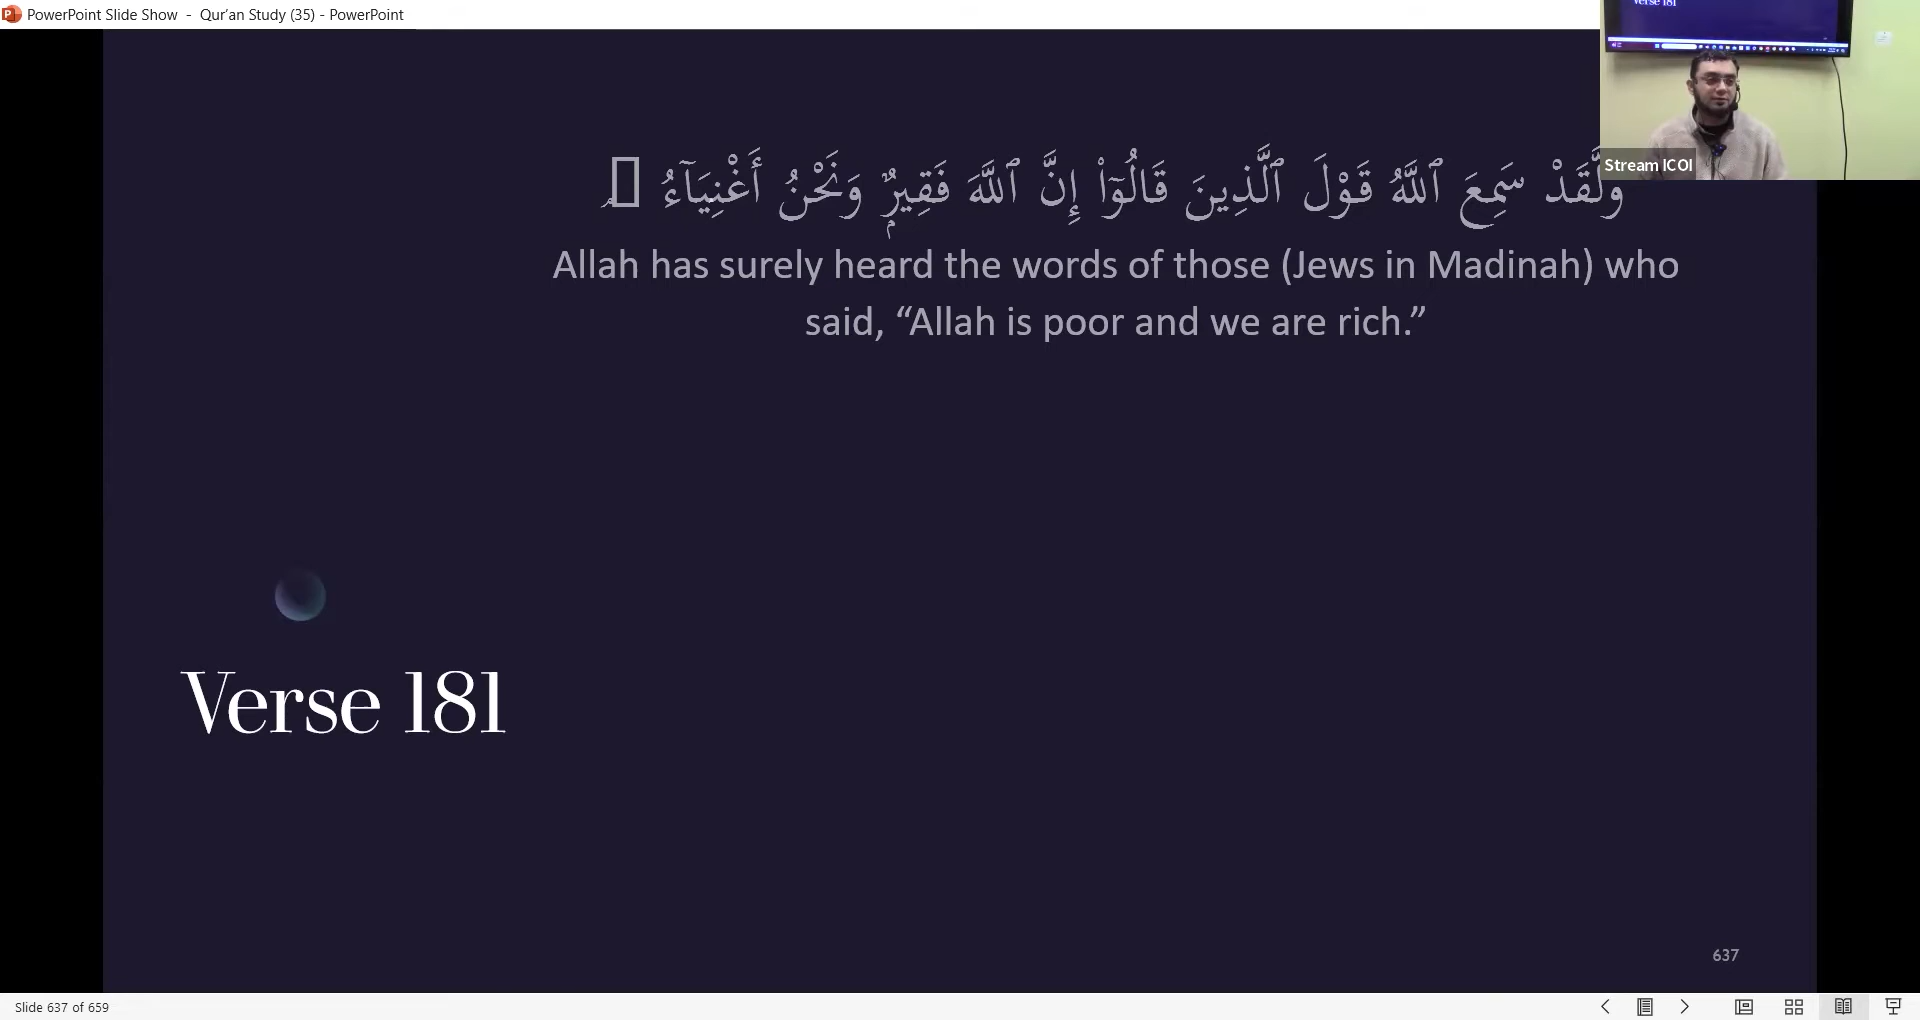 PowerPoint Slide Show - Qur’an Study (35) - PowerPoint
Verse 181
Stream ICOI
وَلَّقَدْ سَمِعَ ٱللَّهُ قَوْلَ ٱلَّذِينَ قَالُوٓا۟ إِنَّ ٱللَّهَ فَقِيرٌۭ وَنَحْنُ أَغْنِيَآءُ
Allah has surely heard the words of those (Jews in Madinah) who
said, “Allah is poor and we are rich.”
Verse 181
637
Slide 637 of 659